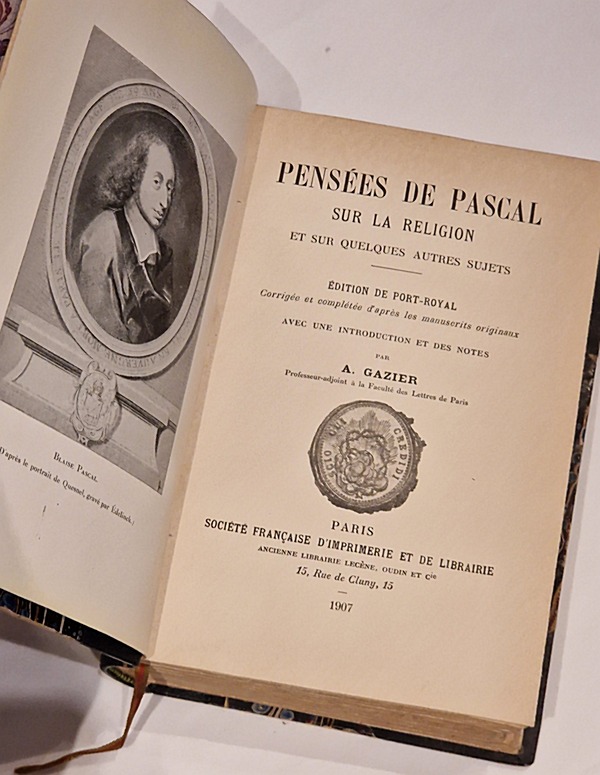 BLAISE PASCAL
D'après le portrait de Quesnel, gravé par Edelinck.
PENSÉES DE PASCAL
SUR LA RELIGION
ET SUR QUELQUES AUTRES SUJETS
ÉDITION DE PORT-ROYAL
Corrigée et complétée d'après les manuscrits originaux
AVEC UNE INTRODUCTION ET DES NOTES
PAR
A. GAZIER
Professeur-adjoint à la Faculté des Lettres de Paris
SCIO CUI CREDIDI
PARIS
SOCIÉTÉ FRANÇAISE D'IMPRIMERIE ET DE LIBRAIRIE
ANCIENNE LIBRAIRIE LECÈNE, OUDIN ET Cie
15, Rue de Cluny, 15
1907